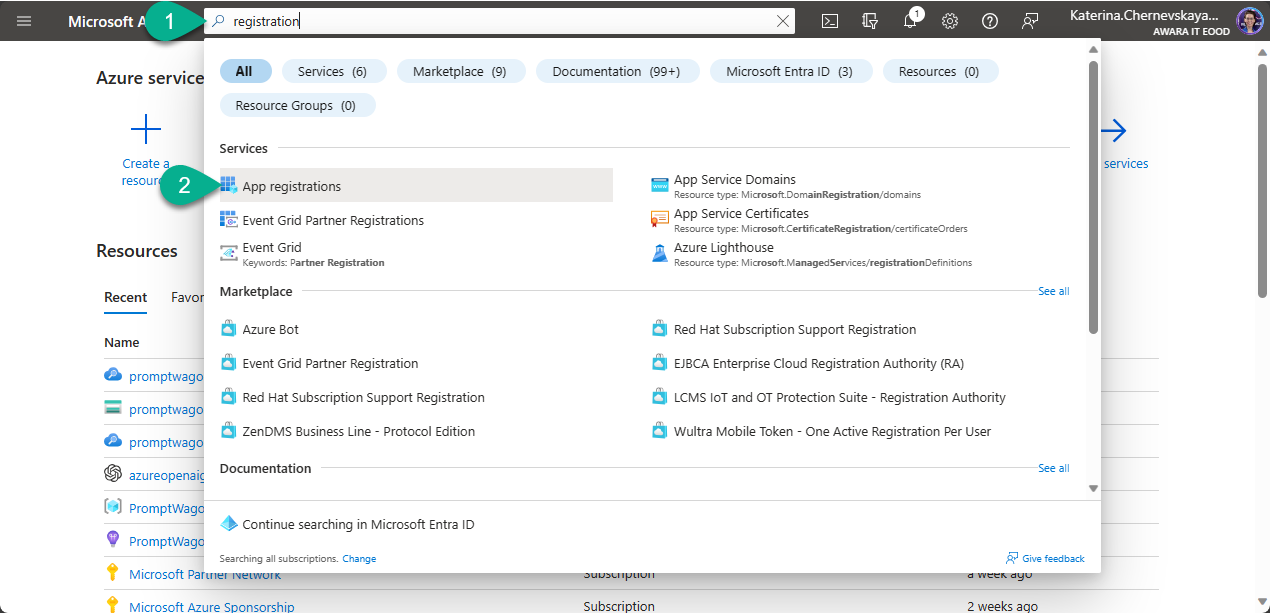 Microsoft A
1
registration
1
Katerina.Chernevskaya...
AWARA IT EOOD
All
Services (6)
Marketplace (9)
Documentation (99+)
Microsoft Entra ID (3)
Resources (0)
Resource Groups (0)
Azure service
Create a
resour
services
Services
2
App registrations
Event Grid Partner Registrations
Event Grid
Keywords: Partner Registration
App Service Domains
Resource type: Microsoft.DomainRegistration/domains
App Service Certificates
Resource type: Microsoft.CertificateRegistration/certificateOrders
Azure Lighthouse
Resource type: Microsoft.ManagedServices/registrationDefinitions
Marketplace
See all
Azure Bot
Red Hat Subscription Support Registration
Event Grid Partner Registration
EJBCA Enterprise Cloud Registration Authority (RA)
Red Hat Subscription Support Registration
LCMS IoT and OT Protection Suite - Registration Authority
ZenDMS Business Line - Protocol Edition
Wultra Mobile Token - One Active Registration Per User
Documentation
See all
Continue searching in Microsoft Entra ID
Searching all subscriptions. Change
Give feedback
Resources
Recent
Favor
Name
promptwago
promptwago
promptwago
azureopenaig
PromptWago
PromptWago
Microsoft Partner Network
Subscription
a week ago
Microsoft Azure Sponsorship
Subscription
2 weeks ago